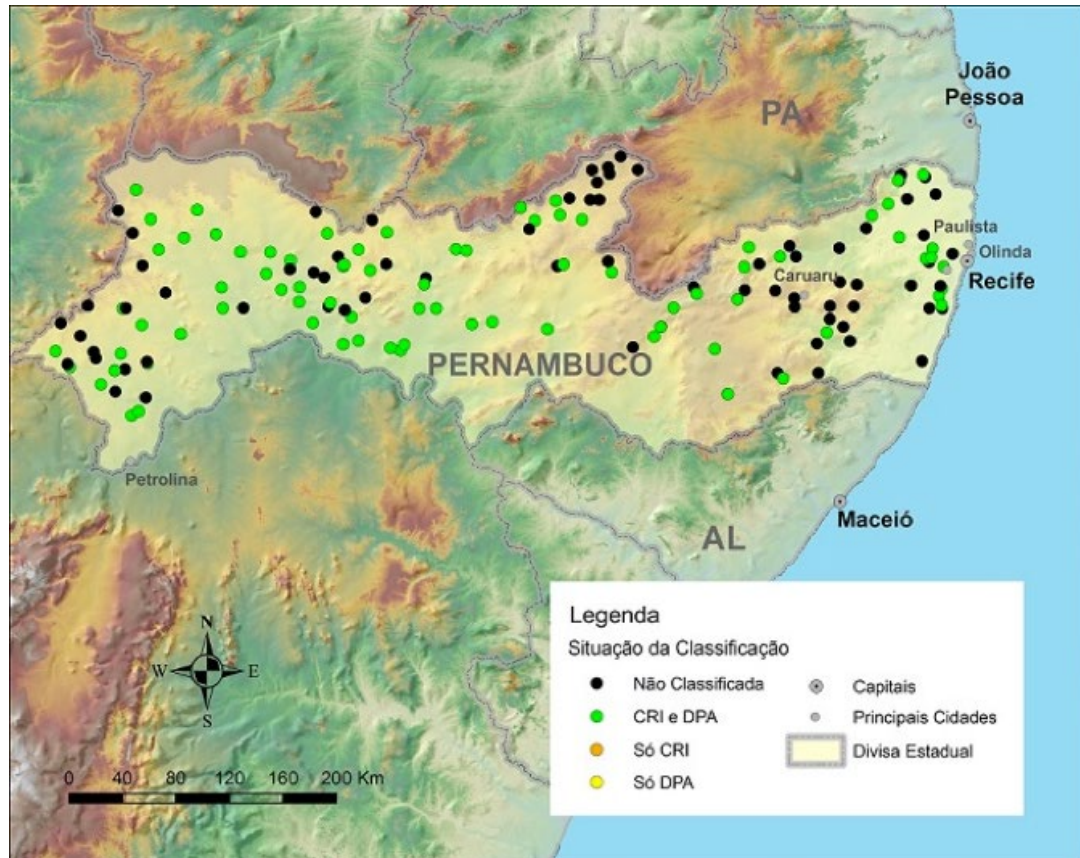 João
Pessoa
PA
Paulista
Olinda
Recife
Caruaru
PERNAMBUCO
Petrolina
Maceió
AL
Legenda
Situação da Classificação
Não Classificada
CRI e DPA
Só CRI
Só DPA
Capitais
Principais Cidades
Divisa Estadual
N
W
E
S
0 40 80 120 160 200 Km